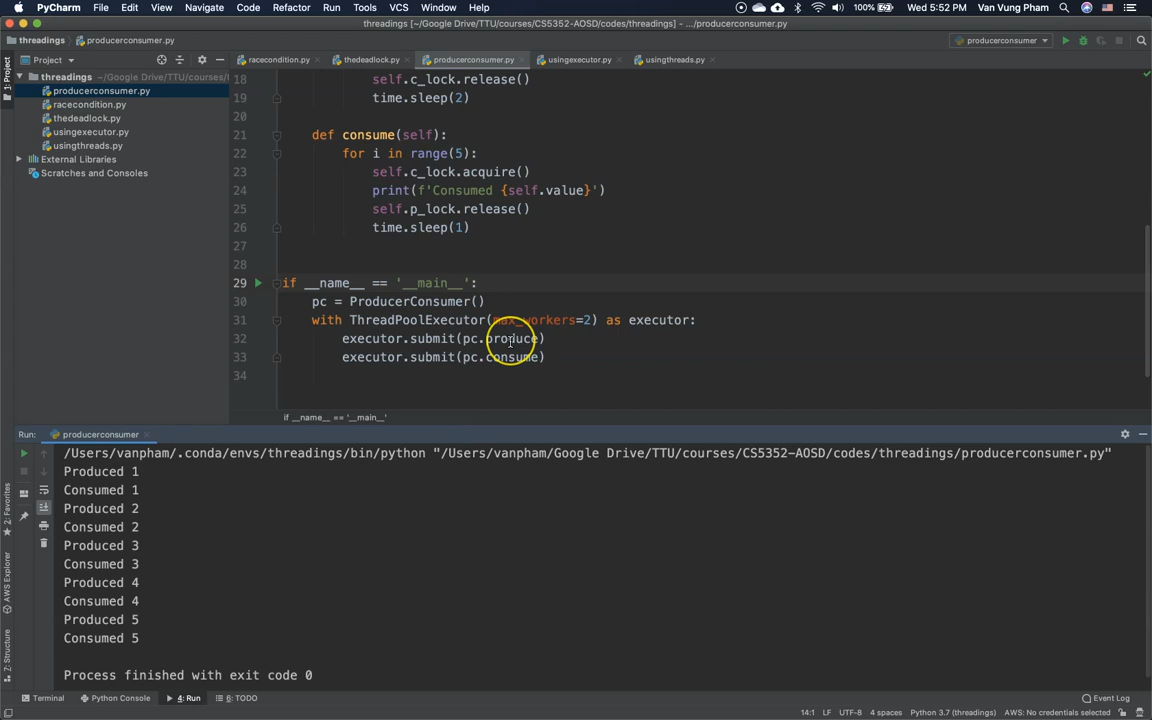 PyCharm File Edit View Navigate Code Refactor Run Tools VCS Window Help 100% Wed 5:52 PM Van Vung Pham
threadings [~/Google Drive/TTU/courses/CS5352-AOSD/codes/threadings] - .../producerconsumer.py
threadings producerconsumer.py producerconsumer
Project racecondition.py thedeadlock.py producerconsumer.py usingexecutor.py usingthreads.py
1: Project
threadings ~/Google Drive/TTU/courses/
producerconsumer.py
racecondition.py
thedeadlock.py
usingexecutor.py
usingthreads.py
External Libraries
Scratches and Consoles
18 self.c_lock.release()
19 time.sleep(2)
20
21 def consume(self):
22 for i in range(5):
23 self.c_lock.acquire()
24 print(f'Consumed {self.value}')
25 self.p_lock.release()
26 time.sleep(1)
27
28
29 if __name__ == '__main__':
30 pc = ProducerConsumer()
31 with ThreadPoolExecutor(max_workers=2) as executor:
32 executor.submit(pc.produce)
33 executor.submit(pc.consume)
34
if __name__ == '__main__'
Run: producerconsumer
/Users/vanpham/.conda/envs/threadings/bin/python "/Users/vanpham/Google Drive/TTU/courses/CS5352-AOSD/codes/threadings/producerconsumer.py"
Produced 1
Consumed 1
Produced 2
Consumed 2
Produced 3
Consumed 3
Produced 4
Consumed 4
Produced 5
Consumed 5
Process finished with exit code 0
2: Favorites
AWS Explorer
7: Structure
Terminal Python Console 4: Run 6: TODO Event Log
14:1 LF UTF-8 4 spaces Python 3.7 (threadings) AWS: No credentials selected